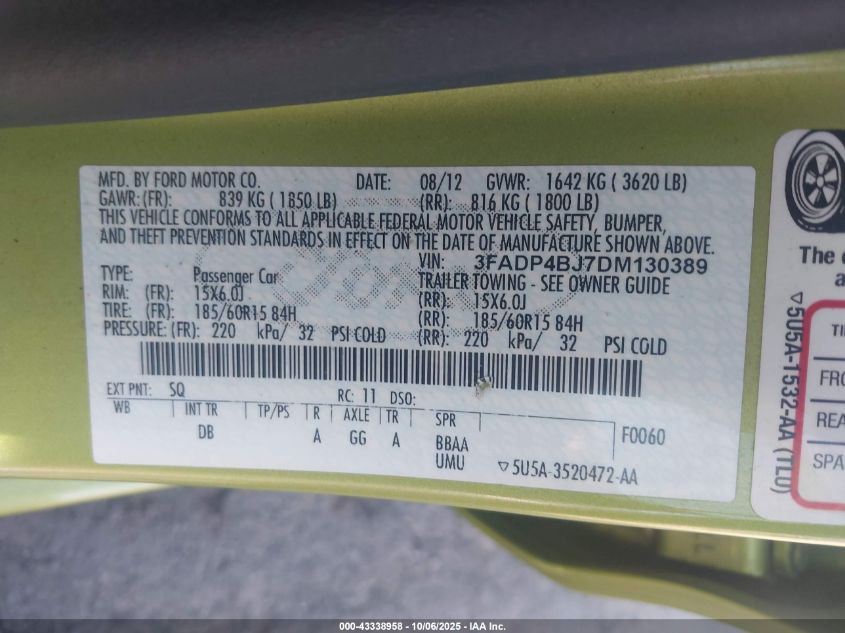 MFD. BY FORD MOTOR CO. DATE: 08/12 GVWR: 1642 KG ( 3620 LB)
GAWR: (FR): 839 KG ( 1850 LB) (RR): 816 KG ( 1800 LB)
THIS VEHICLE CONFORMS TO ALL APPLICABLE FEDERAL MOTOR VEHICLE SAFETY, BUMPER,
AND THEFT PREVENTION STANDARDS IN EFFECT ON THE DATE OF MANUFACTURE SHOWN ABOVE.
VIN: 3FADP4BJ7DM130389
TYPE: Passenger Car TRAILER TOWING - SEE OWNER GUIDE
RIM: (FR): 15X6.0J (RR): 15X6.0J
TIRE: (FR): 185/60R15 84H (RR): 185/60R15 84H
PRESSURE: (FR): 220 kPa/ 32 PSI COLD (RR): 220 kPa/ 32 PSI COLD
EXT PNT: SQ RC: 11 DSO:
WB INT TR TP/PS R AXLE TR SPR
DB A GG A BBAA F0060
UMU ▽5U5A-3520472-AA
The
▽5U5A-1532-AA (TLU)
FRO
REA
SPA
000-43338958 - 10/06/2025 - IAA Inc.